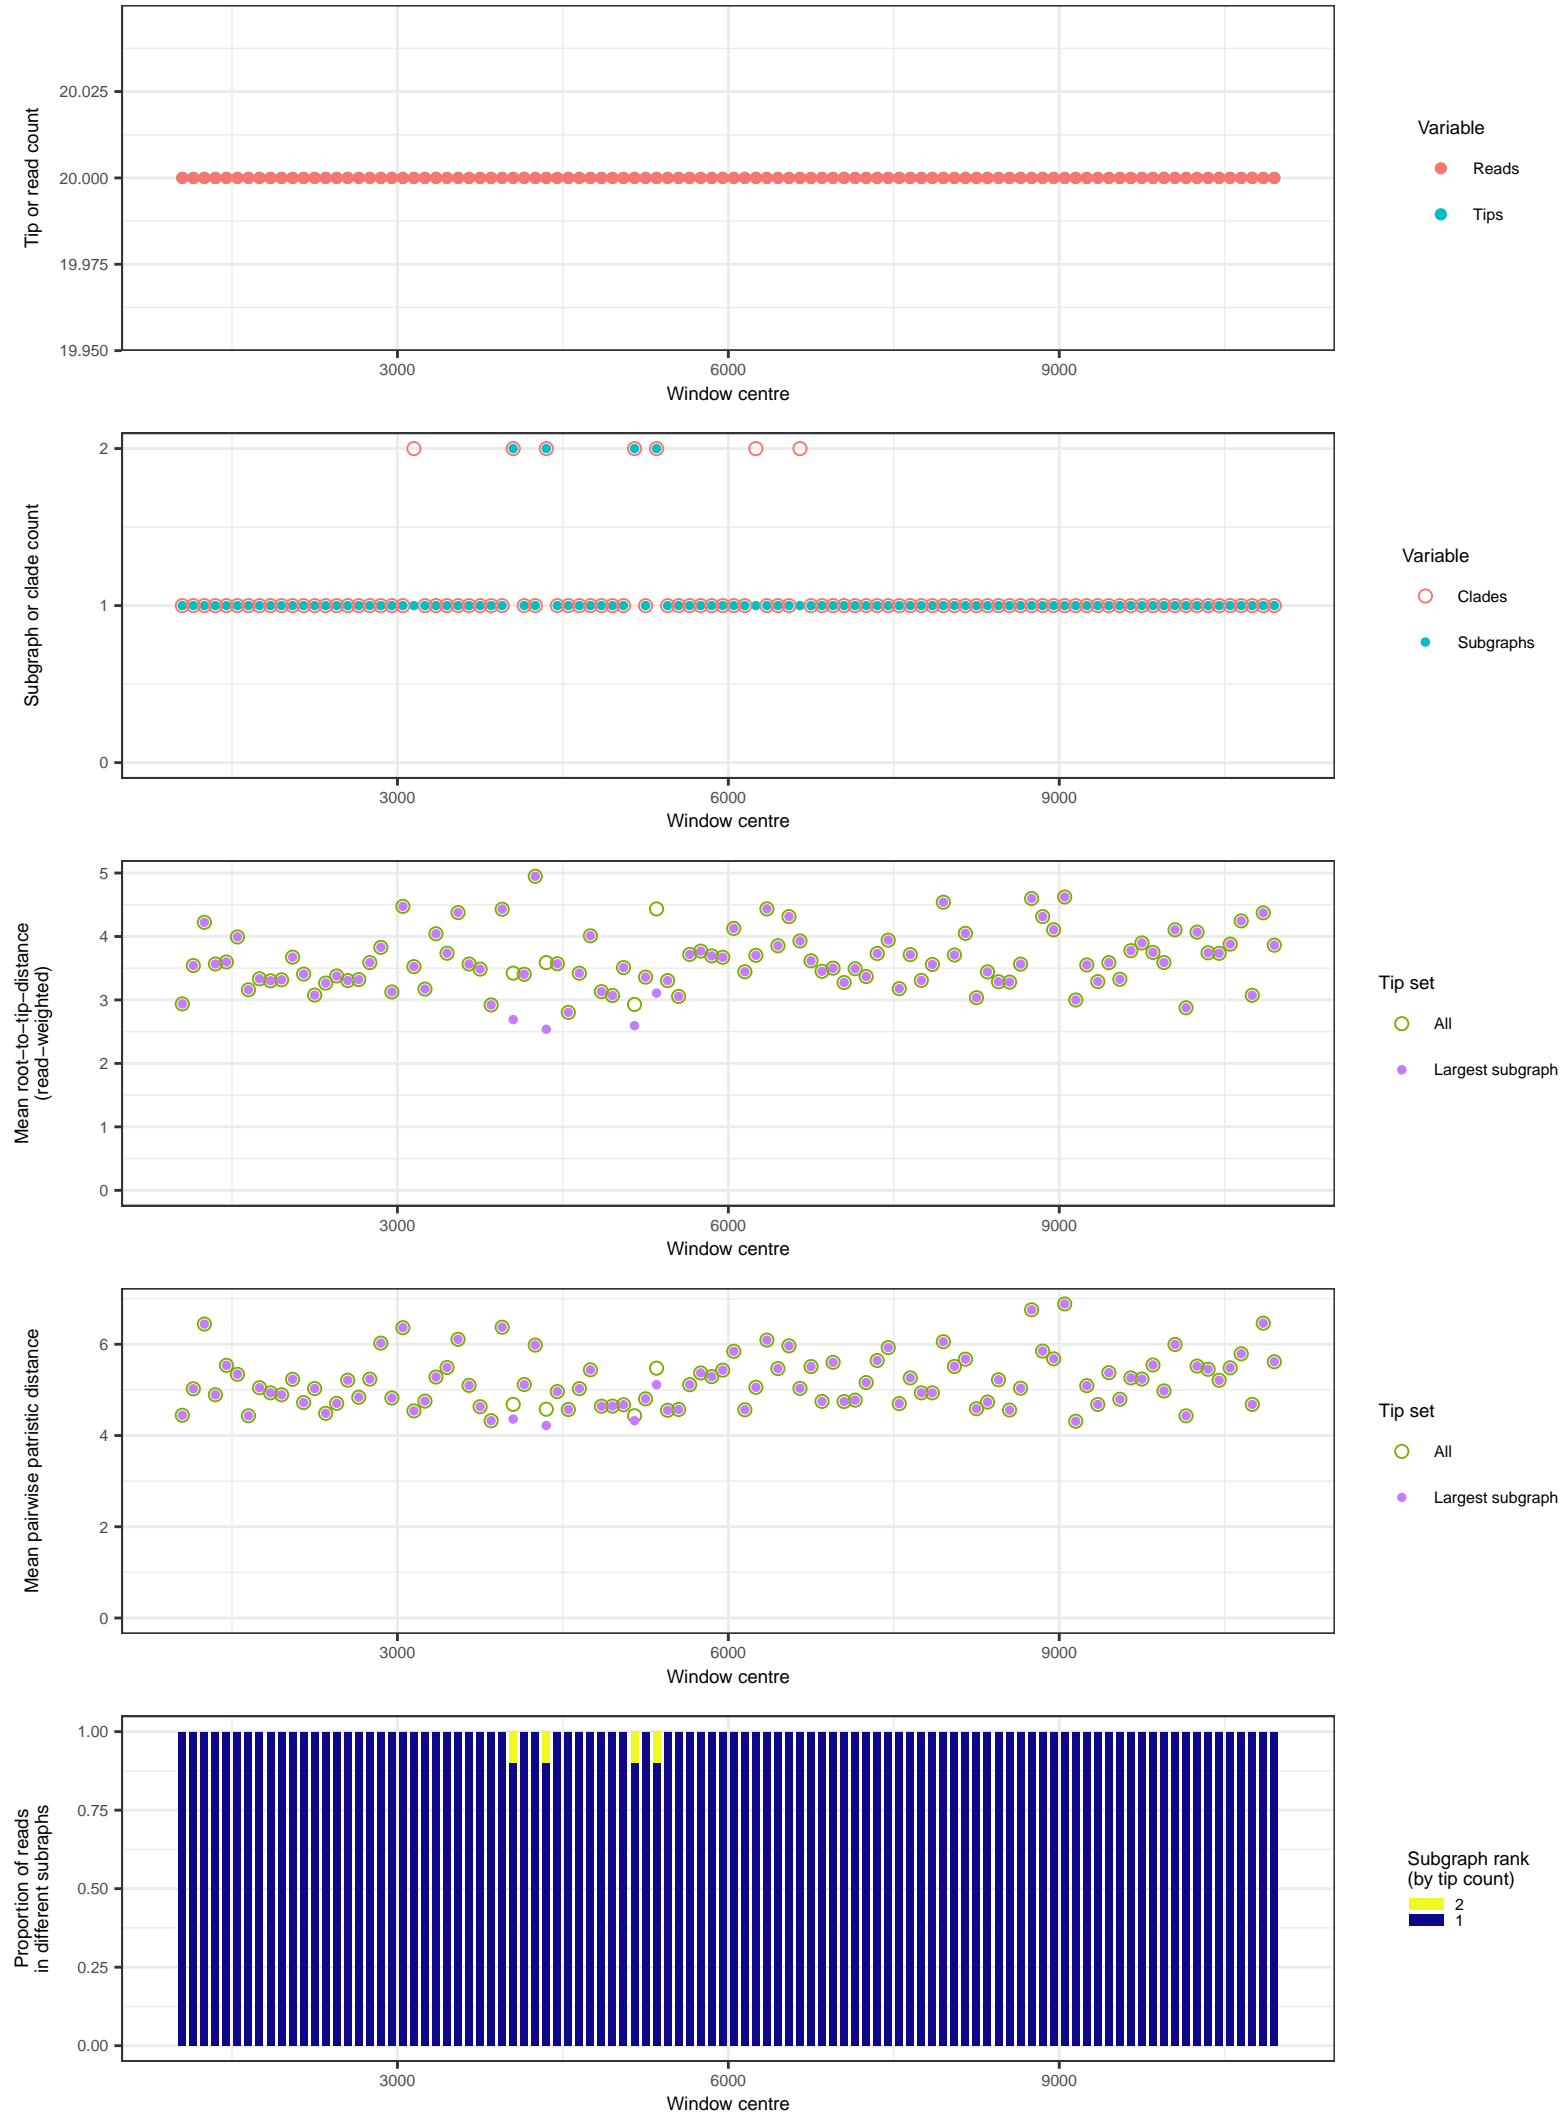 Tip or read count
20.025
20.000
19.975
19.950
3000
6000
9000
Window centre
Variable
Reads
Tips
Subgraph or clade count
2
1
0
3000
6000
9000
Window centre
Variable
Clades
Subgraphs
Mean root−to−tip−distance
(read−weighted)
5
4
3
2
1
0
3000
6000
9000
Window centre
Tip set
All
Largest subgraph
Mean pairwise patristic distance
6
4
2
0
3000
6000
9000
Window centre
Tip set
All
Largest subgraph
Proportion of reads
in different subraphs
1.00
0.75
0.50
0.25
0.00
3000
6000
9000
Window centre
Subgraph rank
(by tip count)
2
1